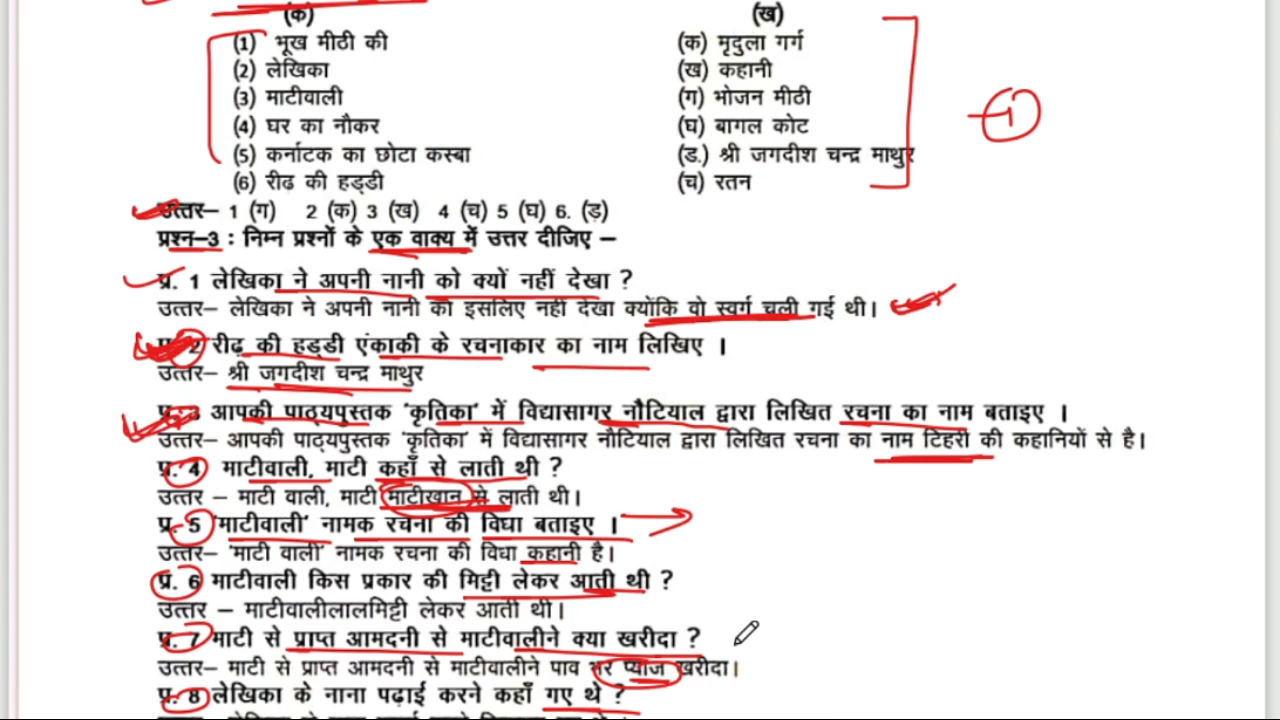 (क) (ख)
(1) भूख मीठी की (क) मृदुला गर्ग
(2) लेखिका (ख) कहानी
(3) माटीवाली (ग) भोजन मीठी
(4) घर का नौकर (घ) बागल कोट
(5) कर्नाटक का छोटा कस्बा (ड.) श्री जगदीश चन्द्र माथुर
(6) रीढ की हड्डी (च) रतन
1
उत्तर– 1 (ग) 2 (क) 3 (ख) 4 (च) 5 (घ) 6. (ड़)
प्रश्न–3 : निम्न प्रश्नों के एक वाक्य में उत्तर दीजिए –
प्र. 1 लेखिका ने अपनी नानी को क्यों नहीं देखा ?
उत्तर– लेखिका ने अपनी नानी को इसलिए नहीं देखा क्योंकि वो स्वर्ग चली गई थी।
प्र. 2 रीढ़ की हड्डी एंकाकी के रचनाकार का नाम लिखिए ।
उत्तर– श्री जगदीश चन्द्र माथुर
प्र. 3 आपकी पाठ्यपुस्तक 'कृतिका' में विद्यासागर नौटियाल द्वारा लिखित रचना का नाम बताइए ।
उत्तर– आपकी पाठ्यपुस्तक 'कृतिका' में विद्यासागर नौटियाल द्वारा लिखित रचना का नाम टिहरी की कहानियों से है।
प्र. 4 माटीवाली, माटी कहाँ से लाती थी ?
उत्तर – माटी वाली, माटी माटीखान से लाती थी।
प्र. 5 'माटीवाली' नामक रचना की विधा बताइए ।
उत्तर– 'माटी वाली' नामक रचना की विधा कहानी है।
प्र. 6 माटीवाली किस प्रकार की मिट्टी लेकर आती थी ?
उत्तर – माटीवालीलालमिट्टी लेकर आती थी।
प्र. 7 माटी से प्राप्त आमदनी से माटीवालीने क्या खरीदा ?
उत्तर– माटी से प्राप्त आमदनी से माटीवालीने पाव भर प्याज खरीदा।
प्र. 8 लेखिका के नाना पढ़ाई करने कहाँ गए थे ?